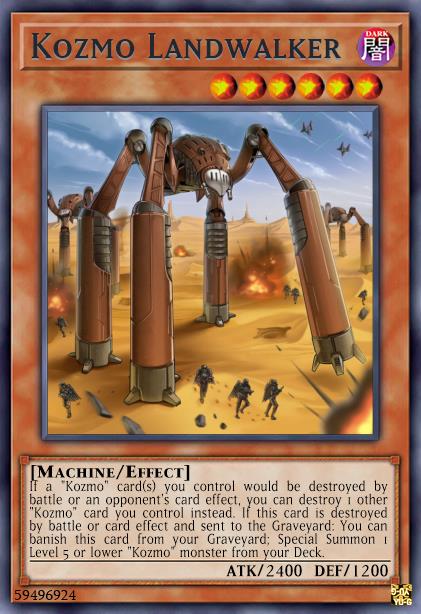 KOZMO LANDWALKER
DARK
闇
[MACHINE/EFFECT]
If a "Kozmo" card(s) you control would be destroyed by
battle or an opponent's card effect, you can destroy 1 other
"Kozmo" card you control instead. If this card is destroyed
by battle or card effect and sent to the Graveyard: You can
banish this card from your Graveyard; Special Summon 1
Level 5 or lower "Kozmo" monster from your Deck.
ATK/2400 DEF/1200
59496924